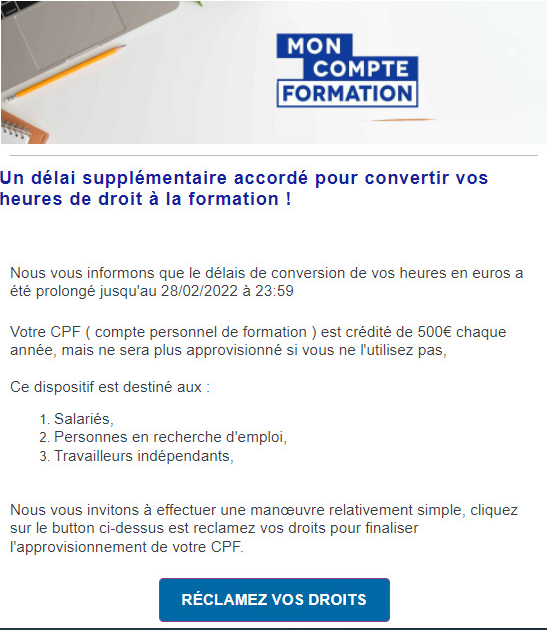 MON
COMPTE
FORMATION
Un délai supplémentaire accordé pour convertir vos
heures de droit à la formation !
Nous vous informons que le délais de conversion de vos heures en euros a
été prolongé jusqu'au 28/02/2022 à 23:59
Votre CPF ( compte personnel de formation ) est crédité de 500€ chaque
année, mais ne sera plus approvisionné si vous ne l'utilisez pas,
Ce dispositif est destiné aux :
1. Salariés,
2. Personnes en recherche d'emploi,
3. Travailleurs indépendants,
Nous vous invitons à effectuer une manœuvre relativement simple, cliquez
sur le button ci-dessus est reclamez vos droits pour finaliser
l'approvisionnement de votre CPF.
RÉCLAMEZ VOS DROITS